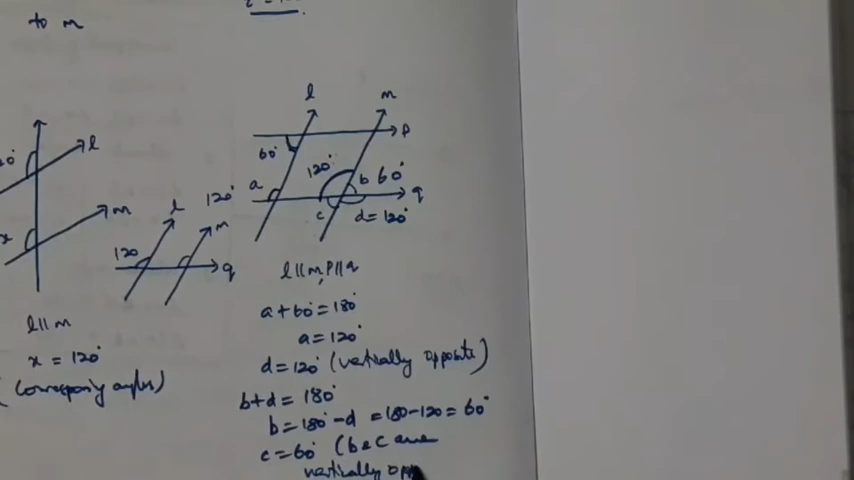 to m
l
m
x
l || m
x = 120°
(corresponding angles)
120
l
m
q
120°
l
m
p
60°
a
120°
b 60°
q
c
d = 120°
l || m, p || q
a + 60° = 180°
a = 120°
d = 120° (vertically opposite)
b + d = 180°
b = 180° - d = 180 - 120 = 60°
c = 60° (b & c are
vertically opp